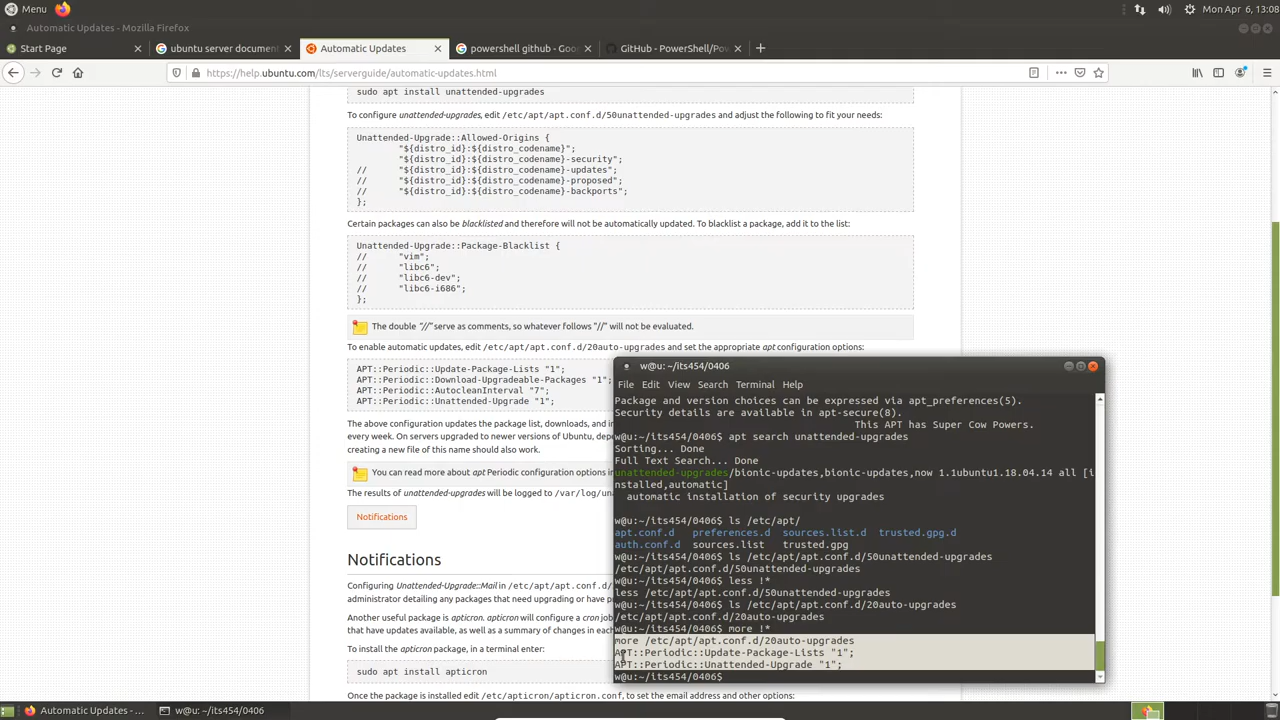 Menu
Mon Apr 6, 13:08
Automatic Updates - Mozilla Firefox
Start Page
ubuntu server document
Automatic Updates
powershell github - Goo
GitHub - PowerShell/Pow
https://help.ubuntu.com/lts/serverguide/automatic-updates.html
sudo apt install unattended-upgrades
To configure unattended-upgrades, edit /etc/apt/apt.conf.d/50unattended-upgrades and adjust the following to fit your needs:
Unattended-Upgrade::Allowed-Origins {
"${distro_id}:${distro_codename}";
"${distro_id}:${distro_codename}-security";
// "${distro_id}:${distro_codename}-updates";
// "${distro_id}:${distro_codename}-proposed";
// "${distro_id}:${distro_codename}-backports";
};
Certain packages can also be blacklisted and therefore will not be automatically updated. To blacklist a package, add it to the list:
Unattended-Upgrade::Package-Blacklist {
// "vim";
// "libc6";
// "libc6-dev";
// "libc6-i686";
};
The double "//" serve as comments, so whatever follows "//" will not be evaluated.
To enable automatic updates, edit /etc/apt/apt.conf.d/20auto-upgrades and set the appropriate apt configuration options:
APT::Periodic::Update-Package-Lists "1";
APT::Periodic::Download-Upgradeable-Packages "1";
APT::Periodic::AutocleanInterval "7";
APT::Periodic::Unattended-Upgrade "1";
The above configuration updates the package list, downloads, and in
every week. On servers upgraded to newer versions of Ubuntu, depe
creating a new file of this name should also work.
You can read more about apt Periodic configuration options in
The results of unattended-upgrades will be logged to /var/log/una
Notifications
Notifications
Configuring Unattended-Upgrade::Mail in /etc/apt/apt.conf.d/5
administrator detailing any packages that need upgrading or have p
Another useful package is apticron. apticron will configure a cron job
that have updates available, as well as a summary of changes in each
To install the apticron package, in a terminal enter:
sudo apt install apticron
Once the package is installed edit /etc/apticron/apticron.conf, to set the email address and other options:
w@u: ~/its454/0406
File Edit View Search Terminal Help
Package and version choices can be expressed via apt_preferences(5).
Security details are available in apt-secure(8).
This APT has Super Cow Powers.
w@u:~/its454/0406$ apt search unattended-upgrades
Sorting... Done
Full Text Search... Done
unattended-upgrades/bionic-updates,bionic-updates,now 1.1ubuntu1.18.04.14 all [i
nstalled,automatic]
automatic installation of security upgrades
w@u:~/its454/0406$ ls /etc/apt/
apt.conf.d preferences.d sources.list.d trusted.gpg.d
auth.conf.d sources.list trusted.gpg
w@u:~/its454/0406$ ls /etc/apt/apt.conf.d/50unattended-upgrades
/etc/apt/apt.conf.d/50unattended-upgrades
w@u:~/its454/0406$ less !*
less /etc/apt/apt.conf.d/50unattended-upgrades
w@u:~/its454/0406$ ls /etc/apt/apt.conf.d/20auto-upgrades
/etc/apt/apt.conf.d/20auto-upgrades
w@u:~/its454/0406$ more !*
more /etc/apt/apt.conf.d/20auto-upgrades
APT::Periodic::Update-Package-Lists "1";
APT::Periodic::Unattended-Upgrade "1";
w@u:~/its454/0406$
Automatic Updates - ...
w@u: ~/its454/0406